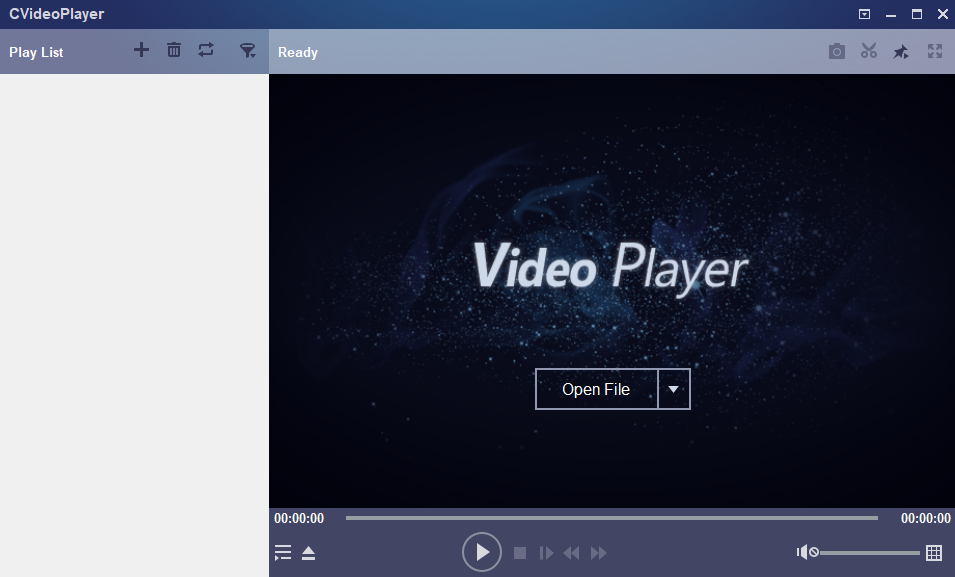 CVideoPlayer
Play List
Ready
Video Player
Open File
00:00:00
00:00:00